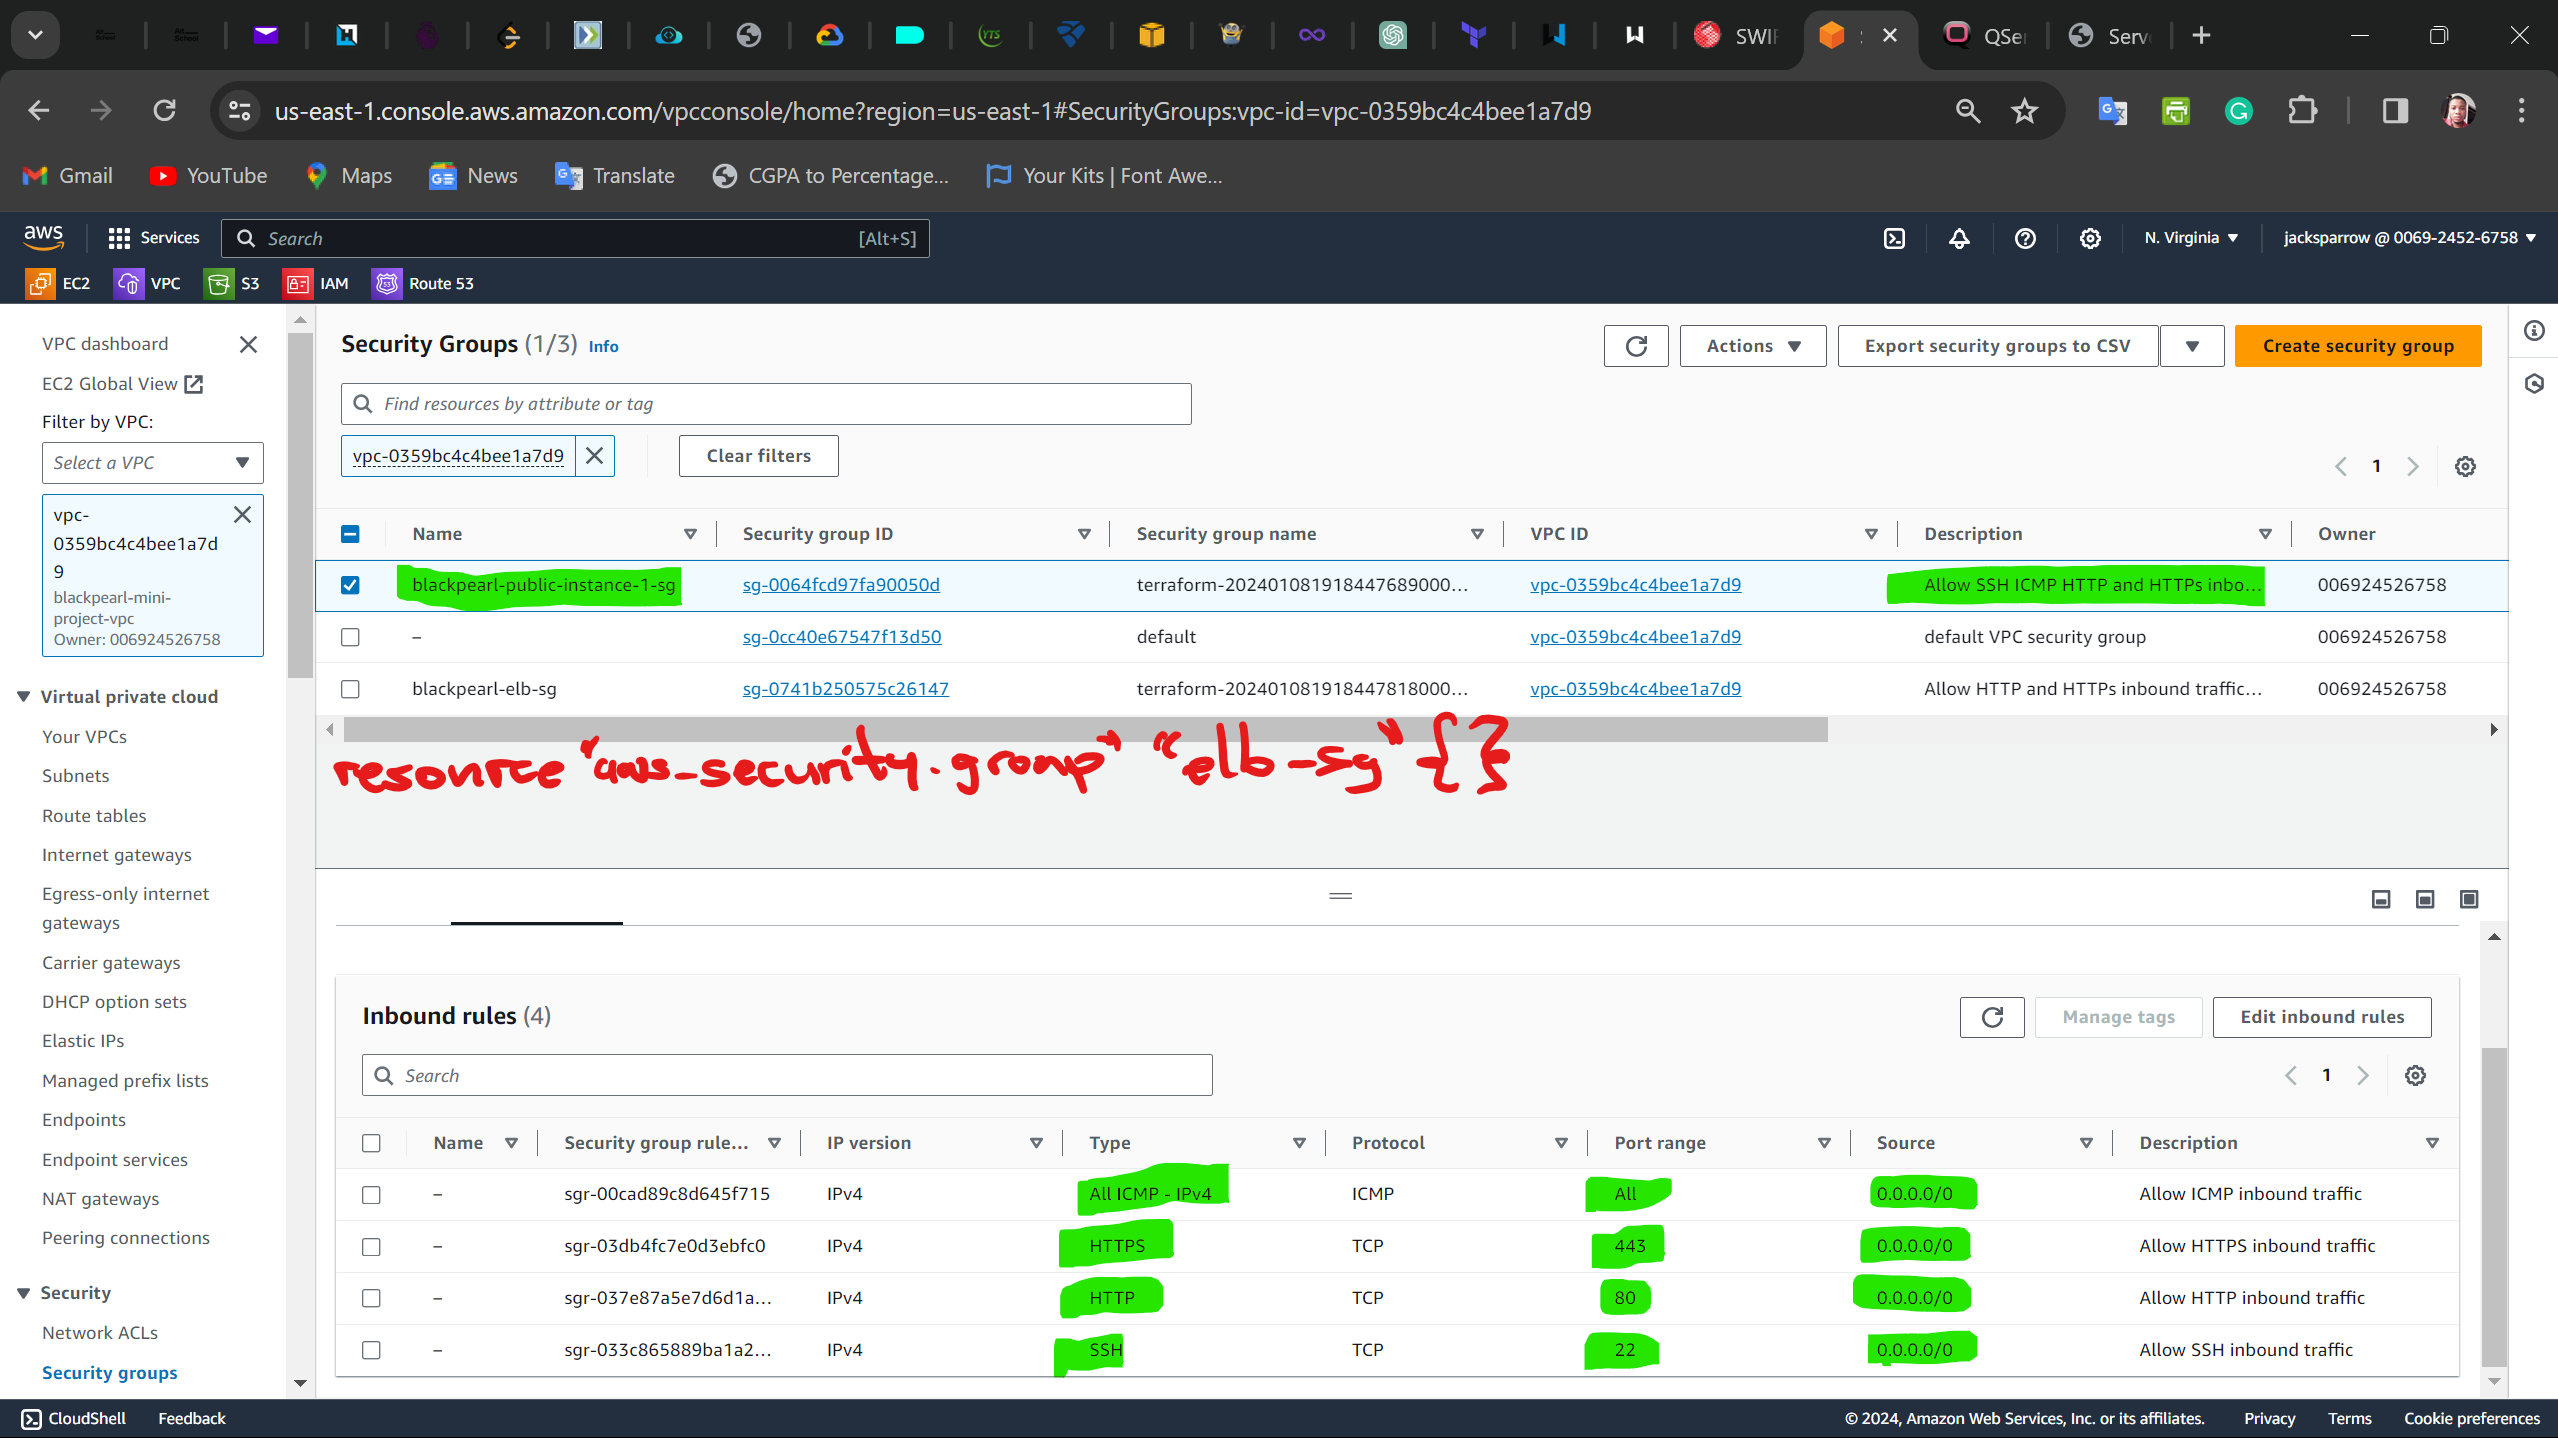 SWIF
QSer
Serv
us-east-1.console.aws.amazon.com/vpcconsole/home?region=us-east-1#SecurityGroups:vpc-id=vpc-0359bc4c4bee1a7d9
Gmail YouTube Maps News Translate CGPA to Percentage... Your Kits | Font Awe...
aws Services Search [Alt+S] N. Virginia jacksparrow @ 0069-2452-6758
EC2 VPC S3 IAM Route 53
VPC dashboard
EC2 Global View
Filter by VPC:
Select a VPC
vpc-
0359bc4c4bee1a7d
9
blackpearl-mini-
project-vpc
Owner: 006924526758
Virtual private cloud
Your VPCs
Subnets
Route tables
Internet gateways
Egress-only internet
gateways
Carrier gateways
DHCP option sets
Elastic IPs
Managed prefix lists
Endpoints
Endpoint services
NAT gateways
Peering connections
Security
Network ACLs
Security groups
Security Groups (1/3) Info
Actions Export security groups to CSV Create security group
Find resources by attribute or tag
vpc-0359bc4c4bee1a7d9 Clear filters
1
Name Security group ID Security group name VPC ID Description Owner
blackpearl-public-instance-1-sg sg-0064fcd97fa90050d terraform-202401081918447689000... vpc-0359bc4c4bee1a7d9 Allow SSH ICMP HTTP and HTTPs inbo... 006924526758
– sg-0cc40e67547f13d50 default vpc-0359bc4c4bee1a7d9 default VPC security group 006924526758
blackpearl-elb-sg sg-0741b250575c26147 terraform-202401081918447818000... vpc-0359bc4c4bee1a7d9 Allow HTTP and HTTPs inbound traffic... 006924526758
resource "aws_security.group" "elb-sg" { }
Inbound rules (4)
Manage tags Edit inbound rules
Search
1
Name Security group rule... IP version Type Protocol Port range Source Description
– sgr-00cad89c8d645f715 IPv4 All ICMP - IPv4 ICMP All 0.0.0.0/0 Allow ICMP inbound traffic
– sgr-03db4fc7e0d3ebfc0 IPv4 HTTPS TCP 443 0.0.0.0/0 Allow HTTPS inbound traffic
– sgr-037e87a5e7d6d1a... IPv4 HTTP TCP 80 0.0.0.0/0 Allow HTTP inbound traffic
– sgr-033c865889ba1a2... IPv4 SSH TCP 22 0.0.0.0/0 Allow SSH inbound traffic
CloudShell Feedback © 2024, Amazon Web Services, Inc. or its affiliates. Privacy Terms Cookie preferences